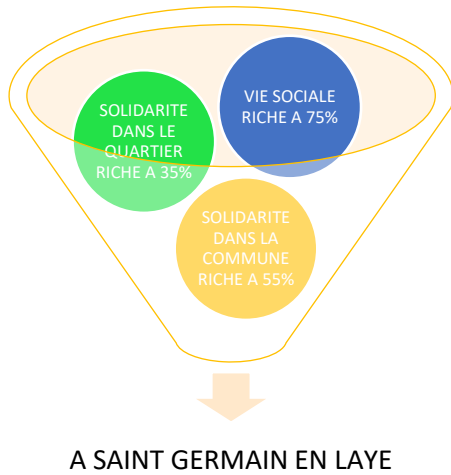 SOLIDARITE
DANS LE
QUARTIER
RICHE A 35%
VIE SOCIALE
RICHE A 75%
SOLIDARITE
DANS LA
COMMUNE
RICHE A 55%
A SAINT GERMAIN EN LAYE